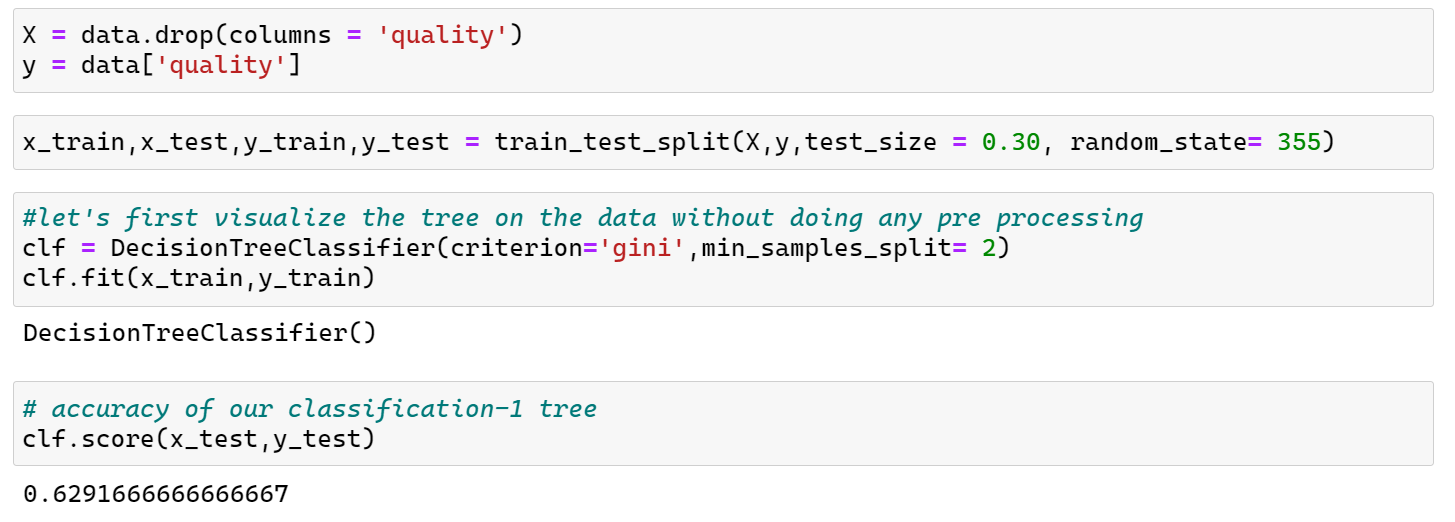 X = data.drop(columns = 'quality')
y = data['quality']
x_train,x_test,y_train,y_test = train_test_split(X,y,test_size = 0.30, random_state= 355)
#let's first visualize the tree on the data without doing any pre processing
clf = DecisionTreeClassifier(criterion='gini',min_samples_split= 2)
clf.fit(x_train,y_train)
DecisionTreeClassifier()
# accuracy of our classification-1 tree
clf.score(x_test,y_test)
0.6291666666666667